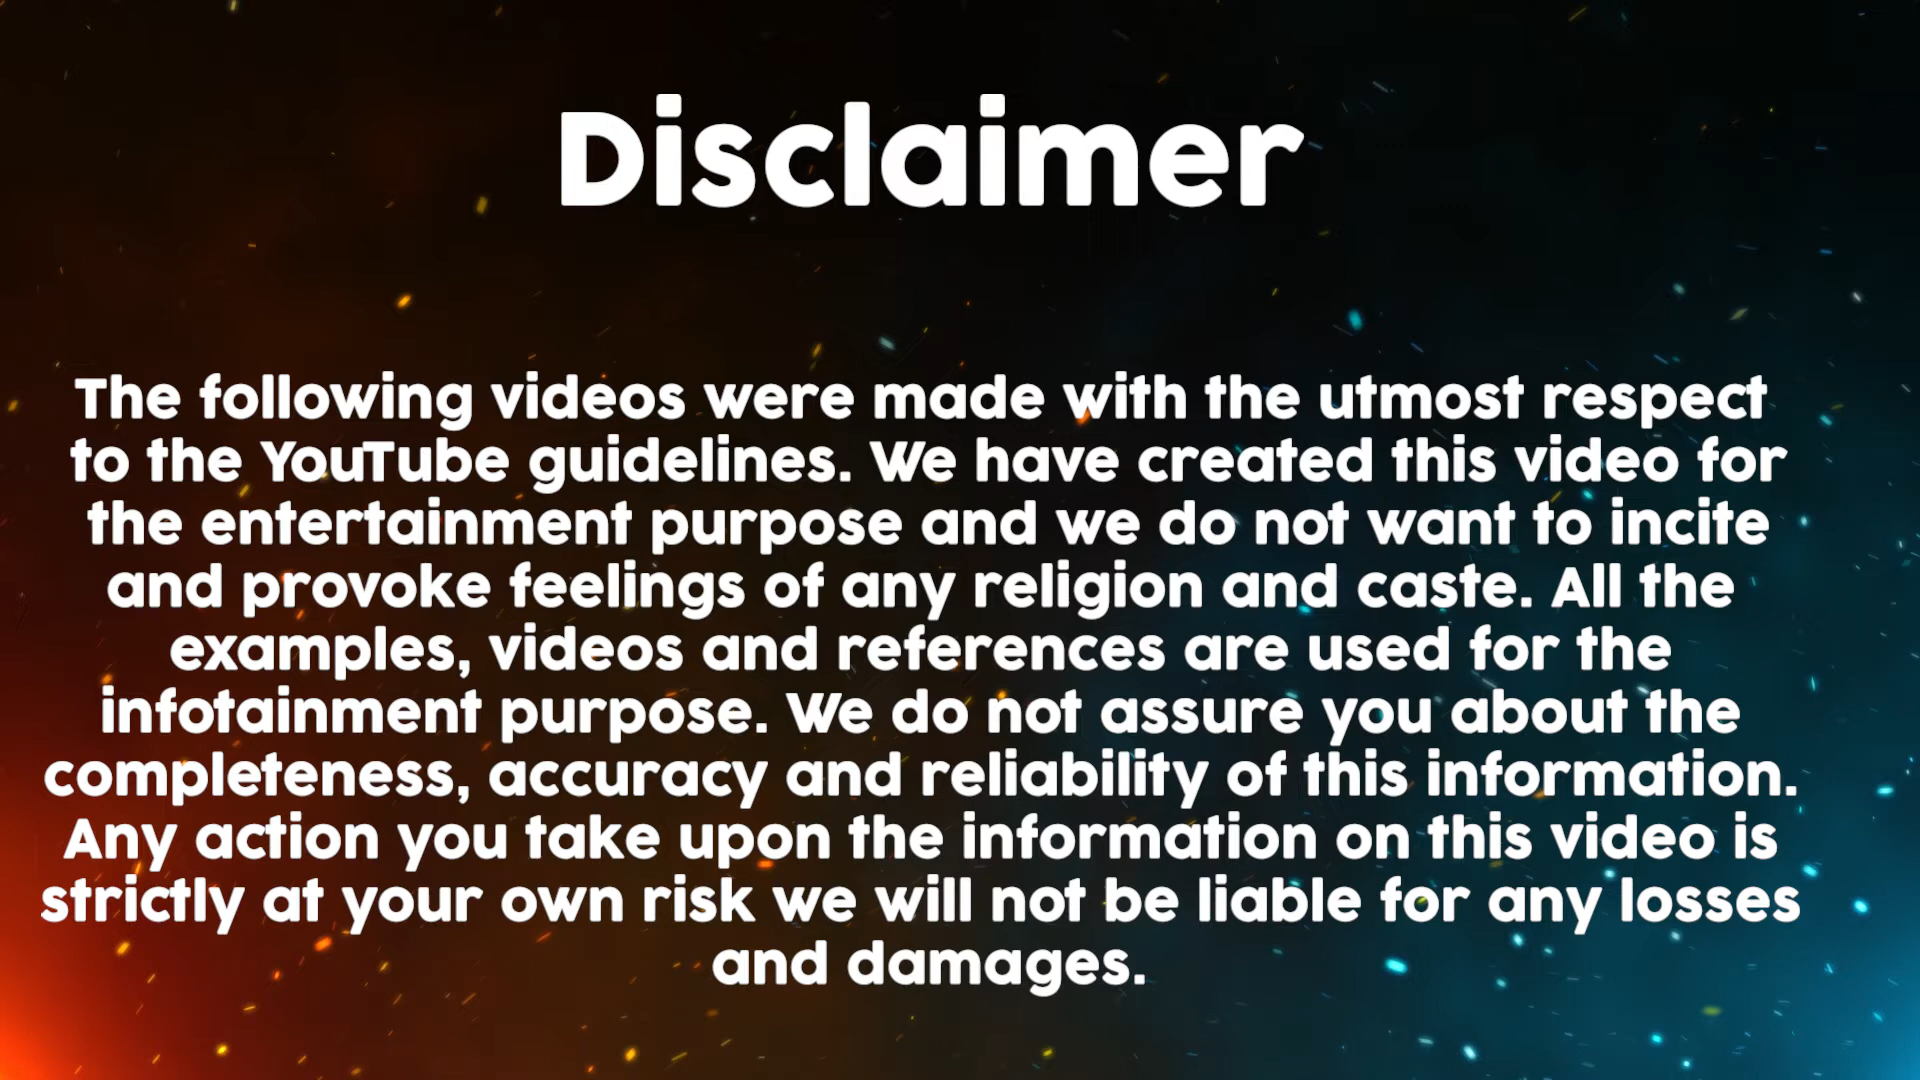 Disclaimer
The following videos were made with the utmost respect
to the YouTube guidelines. We have created this video for
the entertainment purpose and we do not want to incite
and provoke feelings of any religion and caste. All the
examples, videos and references are used for the
infotainment purpose. We do not assure you about the
completeness, accuracy and reliability of this information.
Any action you take upon the information on this video is
strictly at your own risk we will not be liable for any losses
and damages.